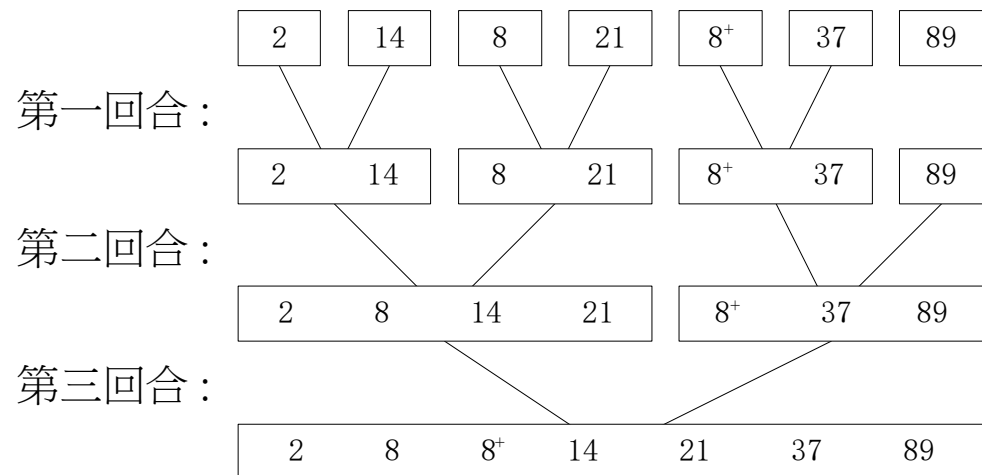 2 14 8 21 8⁺ 37 89
第一回合：
2 14 8 21 8⁺ 37 89
第二回合：
2 8 14 21 8⁺ 37 89
第三回合：
2 8 8⁺ 14 21 37 89